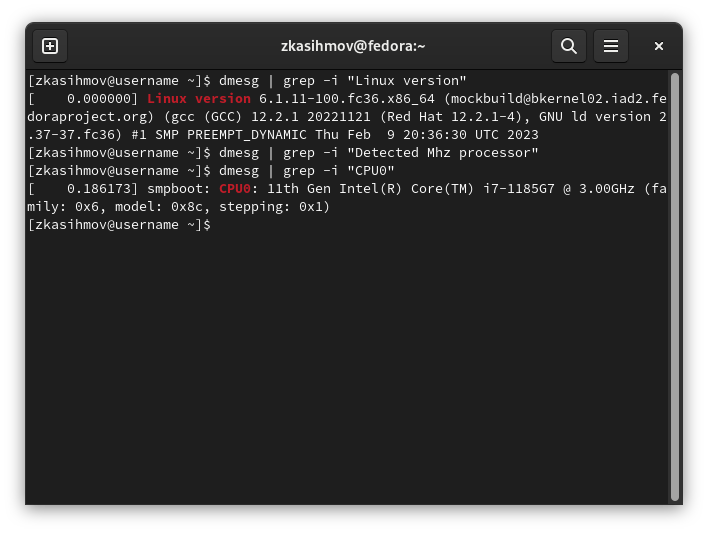 zkasihmov@fedora:~
[zkasihmov@username ~]$ dmesg | grep -i "Linux version"
[    0.000000] Linux version 6.1.11-100.fc36.x86_64 (mockbuild@bkernel02.iad2.fe
doraproject.org) (gcc (GCC) 12.2.1 20221121 (Red Hat 12.2.1-4), GNU ld version 2
.37-37.fc36) #1 SMP PREEMPT_DYNAMIC Thu Feb  9 20:36:30 UTC 2023
[zkasihmov@username ~]$ dmesg | grep -i "Detected Mhz processor"
[zkasihmov@username ~]$ dmesg | grep -i "CPU0"
[    0.186173] smpboot: CPU0: 11th Gen Intel(R) Core(TM) i7-1185G7 @ 3.00GHz (fa
mily: 0x6, model: 0x8c, stepping: 0x1)
[zkasihmov@username ~]$